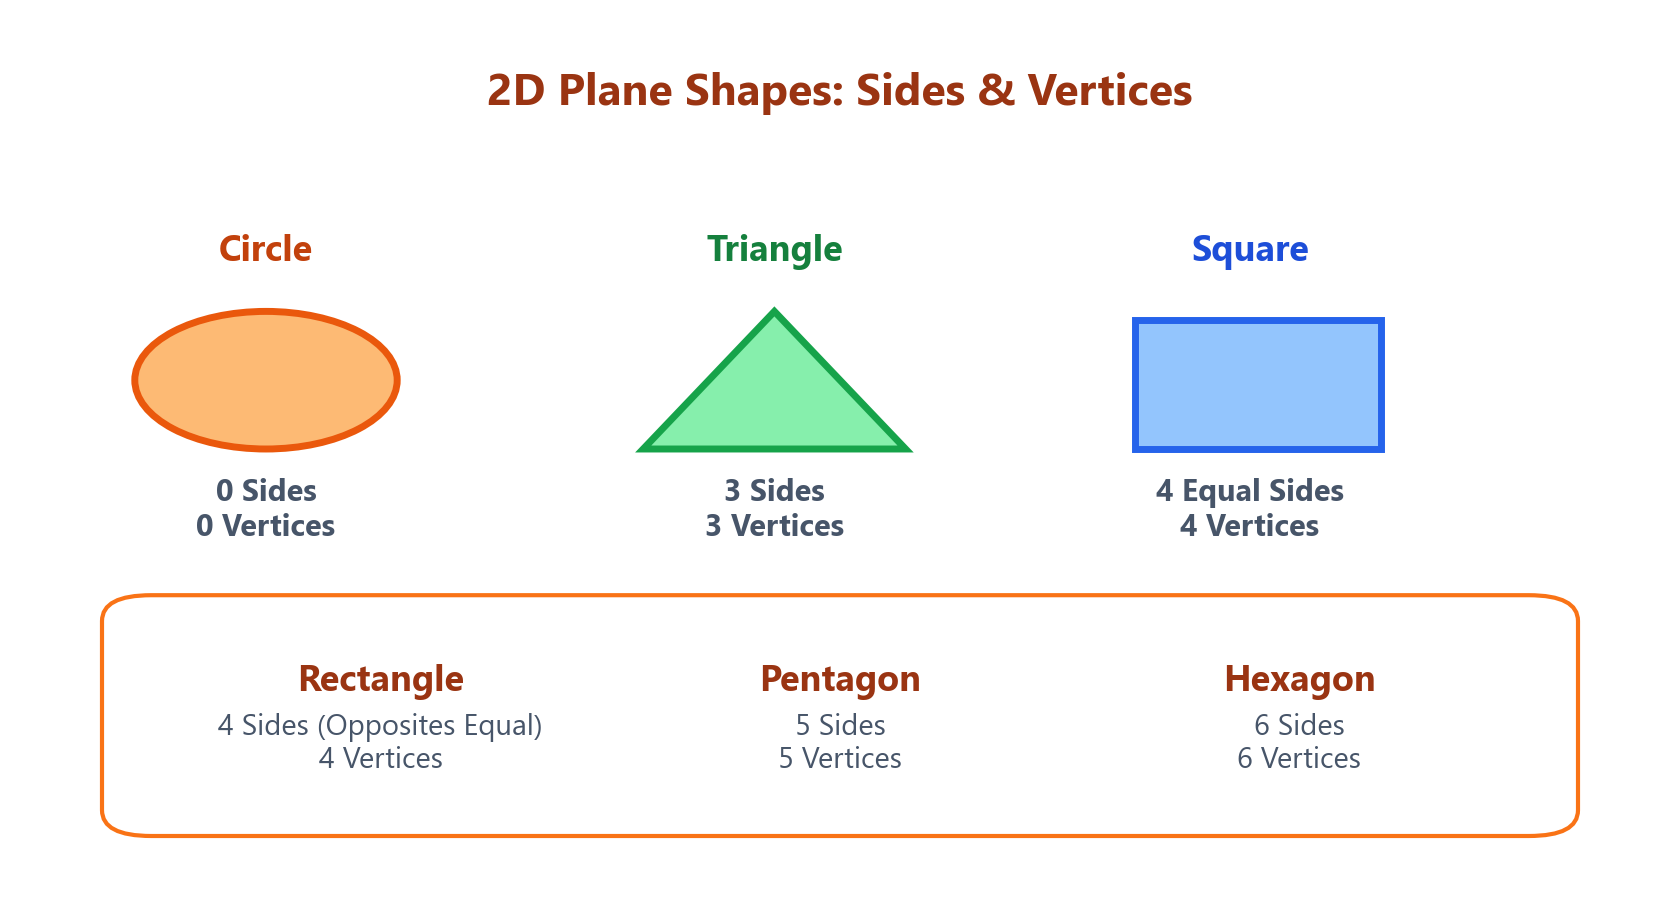 2D Plane Shapes: Sides & Vertices
Circle
Triangle
Square
0 Sides
0 Vertices
3 Sides
3 Vertices
4 Equal Sides
4 Vertices
Rectangle
4 Sides (Opposites Equal)
4 Vertices
Pentagon
5 Sides
5 Vertices
Hexagon
6 Sides
6 Vertices